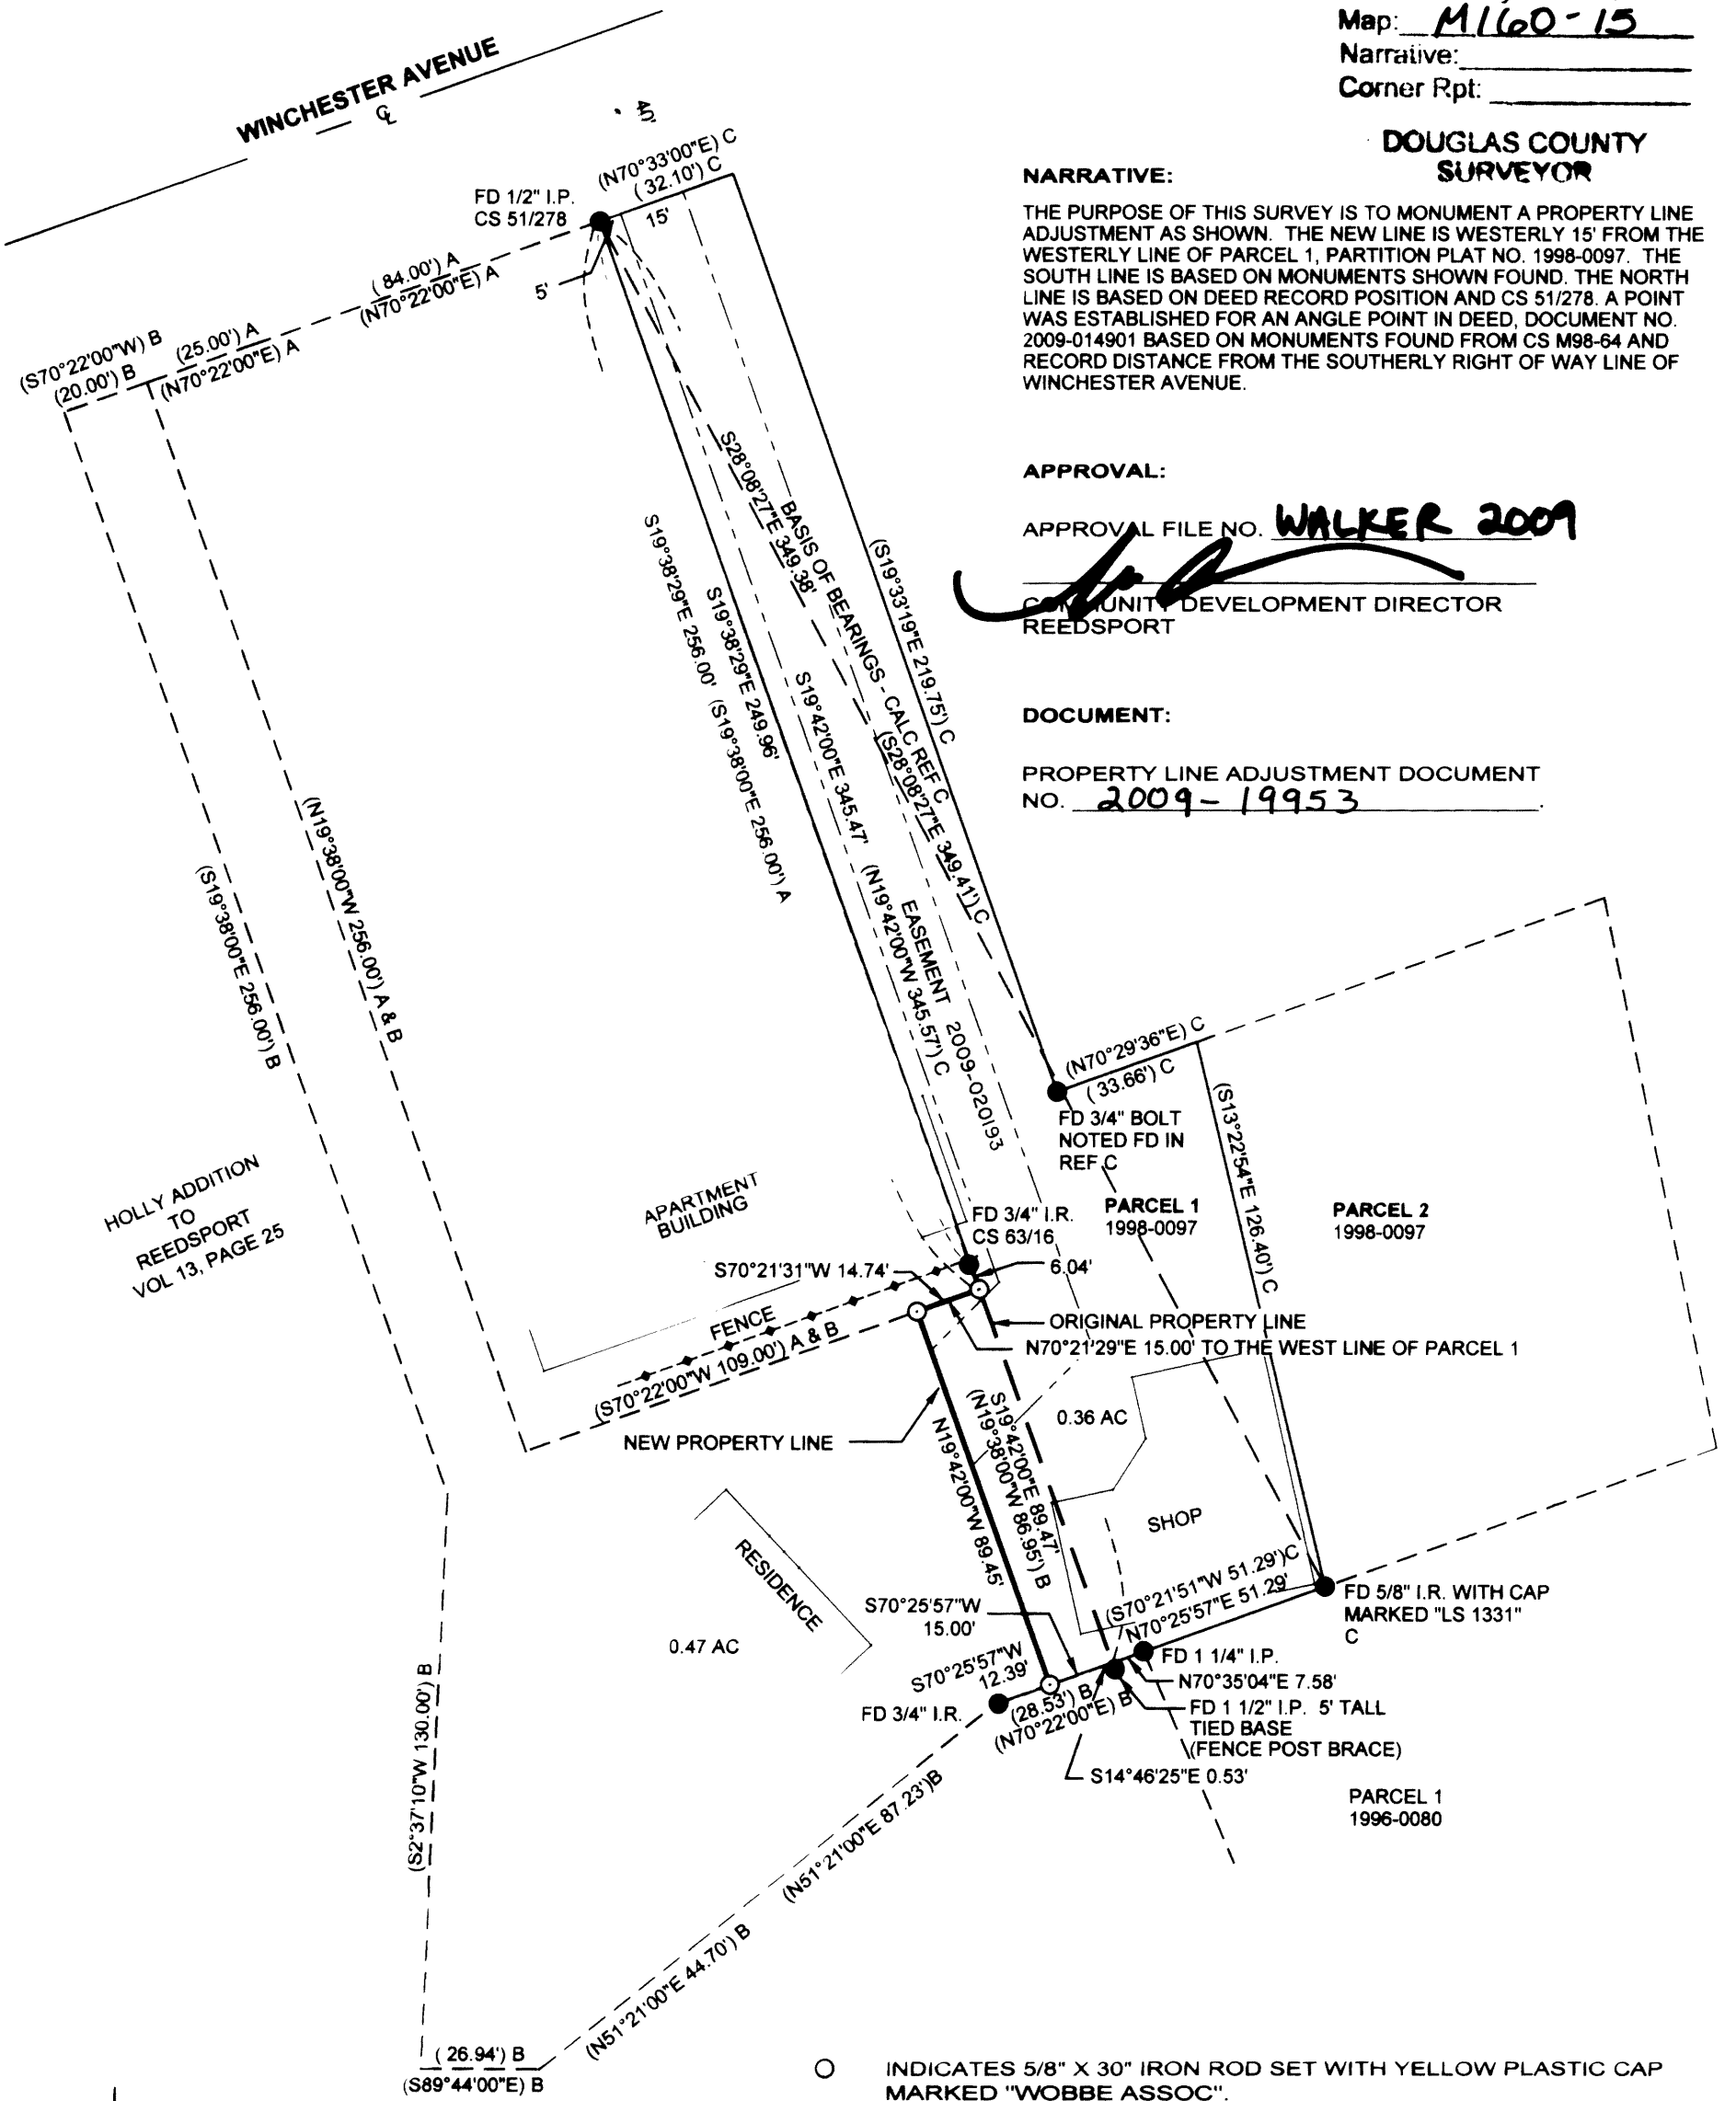 Map: M160-15
Narrative:
Corner Rpt:
DOUGLAS COUNTY
SURVEYOR
NARRATIVE:
THE PURPOSE OF THIS SURVEY IS TO MONUMENT A PROPERTY LINE
ADJUSTMENT AS SHOWN. THE NEW LINE IS WESTERLY 15' FROM THE
WESTERLY LINE OF PARCEL 1, PARTITION PLAT NO. 1998-0097. THE
SOUTH LINE IS BASED ON MONUMENTS SHOWN FOUND. THE NORTH
LINE IS BASED ON DEED RECORD POSITION AND CS 51/278. A POINT
WAS ESTABLISHED FOR AN ANGLE POINT IN DEED, DOCUMENT NO.
2009-014901 BASED ON MONUMENTS FOUND FROM CS M98-64 AND
RECORD DISTANCE FROM THE SOUTHERLY RIGHT OF WAY LINE OF
WINCHESTER AVENUE.
APPROVAL:
APPROVAL FILE NO. WALKER 2009
COMMUNITY DEVELOPMENT DIRECTOR
REEDSPORT
DOCUMENT:
PROPERTY LINE ADJUSTMENT DOCUMENT
NO. 2009-19953.
WINCHESTER AVENUE
℄
40'
(N70°33'00"E) C
(32.10') C
15'
FD 1/2" I.P.
CS 51/278
5'
(84.00') A
(N70°22'00"E) A
(25.00') A
(N70°22'00"E) A
(S70°22'00"W) B
(20.00') B
S28°08'27"E 349.38'
BASIS OF BEARINGS - CALC REF C
(S28°08'27"E 349.41') C
(S19°33'19"E 219.75') C
S19°38'29"E 256.00' (S19°38'00"E 256.00') A
S19°38'29"E 249.96'
S19°42'00"E 345.47' (N19°42'00"W 345.57') C
EASEMENT 2009-020193
(N19°38'00"W 256.00') A & B
(S19°38'00"E 256.00') B
(N70°29'36"E) C
(33.66') C
FD 3/4" BOLT
NOTED FD IN
REF C
(S13°22'54"E 126.40') C
PARCEL 1
1998-0097
PARCEL 2
1998-0097
HOLLY ADDITION
TO
REEDSPORT
VOL 13, PAGE 25
APARTMENT
BUILDING
FD 3/4" I.R.
CS 63/16
S70°21'31"W 14.74'
6.04'
FENCE
(S70°22'00"W 109.00') A & B
ORIGINAL PROPERTY LINE
N70°21'29"E 15.00' TO THE WEST LINE OF PARCEL 1
NEW PROPERTY LINE
0.36 AC
S19°42'00"E 89.47'
(N19°38'00"W 86.95') B
N19°42'00"W 89.45'
SHOP
RESIDENCE
0.47 AC
(S70°21'51"W 51.29')C
N70°25'57"E 51.29'
S70°25'57"W
15.00'
FD 5/8" I.R. WITH CAP
MARKED "LS 1331"
C
S70°25'57"W
12.39'
FD 3/4" I.R.
(28.53') B
(N70°22'00"E) B
FD 1 1/4" I.P.
N70°35'04"E 7.58'
FD 1 1/2" I.P. 5' TALL
TIED BASE
(FENCE POST BRACE)
S14°46'25"E 0.53'
PARCEL 1
1996-0080
(S2°37'10"W 130.00') B
(N51°21'00"E 87.23')B
(N51°21'00"E 44.70') B
(26.94') B
(S89°44'00"E) B
INDICATES 5/8" X 30" IRON ROD SET WITH YELLOW PLASTIC CAP
MARKED "WOBBE ASSOC".